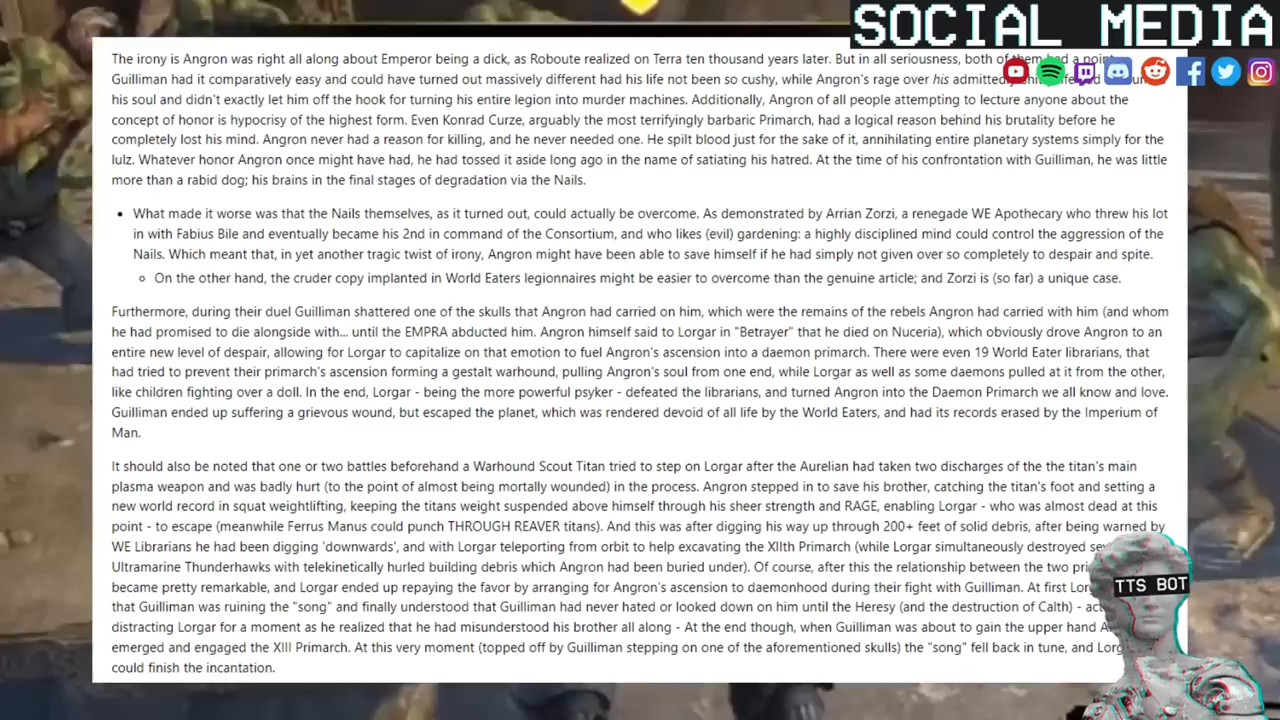 SOCIAL MEDIA
The irony is Angron was right all along about Emperor being a dick, as Roboute realized on Terra ten thousand years later. But in all seriousness, both of them had a point
Guilliman had it comparatively easy and could have turned out massively different had his life not been so cushy, while Angron's rage over his admittedly
his soul and didn't exactly let him off the hook for turning his entire legion into murder machines. Additionally, Angron of all people attempting to lecture anyone about the
concept of honor is hypocrisy of the highest form. Even Konrad Curze, arguably the most terrifyingly barbaric Primarch, had a logical reason behind his brutality before he
completely lost his mind. Angron never had a reason for killing, and he never needed one. He spilt blood just for the sake of it, annihilating entire planetary systems simply for the
lulz. Whatever honor Angron once might have had, he had tossed it aside long ago in the name of satiating his hatred. At the time of his confrontation with Guilliman, he was little
more than a rabid dog; his brains in the final stages of degradation via the Nails.
• What made it worse was that the Nails themselves, as it turned out, could actually be overcome. As demonstrated by Arrian Zorzi, a renegade WE Apothecary who threw his lot
in with Fabius Bile and eventually became his 2nd in command of the Consortium, and who likes (evil) gardening: a highly disciplined mind could control the aggression of the
Nails. Which meant that, in yet another tragic twist of irony, Angron might have been able to save himself if he had simply not given over so completely to despair and spite.
◦ On the other hand, the cruder copy implanted in World Eaters legionnaires might be easier to overcome than the genuine article; and Zorzi is (so far) a unique case.
Furthermore, during their duel Guilliman shattered one of the skulls that Angron had carried on him, which were the remains of the rebels Angron had carried with him (and whom
he had promised to die alongside with... until the EMPRA abducted him. Angron himself said to Lorgar in "Betrayer" that he died on Nuceria), which obviously drove Angron to an
entire new level of despair, allowing for Lorgar to capitalize on that emotion to fuel Angron's ascension into a daemon primarch. There were even 19 World Eater librarians, that
had tried to prevent their primarch's ascension forming a gestalt warhound, pulling Angron's soul from one end, while Lorgar as well as some daemons pulled at it from the other,
like children fighting over a doll. In the end, Lorgar - being the more powerful psyker - defeated the librarians, and turned Angron into the Daemon Primarch we all know and love.
Guilliman ended up suffering a grievous wound, but escaped the planet, which was rendered devoid of all life by the World Eaters, and had its records erased by the Imperium of
Man.
It should also be noted that one or two battles beforehand a Warhound Scout Titan tried to step on Lorgar after the Aurelian had taken two discharges of the the titan's main
plasma weapon and was badly hurt (to the point of almost being mortally wounded) in the process. Angron stepped in to save his brother, catching the titan's foot and setting a
new world record in squat weightlifting, keeping the titans weight suspended above himself through his sheer strength and RAGE, enabling Lorgar - who was almost dead at this
point - to escape (meanwhile Ferrus Manus could punch THROUGH REAVER titans). And this was after digging his way up through 200+ feet of solid debris, after being warned by
WE Librarians he had been digging 'downwards', and with Lorgar teleporting from orbit to help excavating the XIIth Primarch (while Lorgar simultaneously destroyed
Ultramarine Thunderhawks with telekinetically hurled building debris which Angron had been buried under). Of course, after this the relationship between the two
became pretty remarkable, and Lorgar ended up repaying the favor by arranging for Angron's ascension to daemonhood during their fight with Guilliman. At first
that Guilliman was ruining the "song" and finally understood that Guilliman had never hated or looked down on him until the Heresy (and the destruction of Calth) -
distracting Lorgar for a moment as he realized that he had misunderstood his brother all along - At the end though, when Guilliman was about to gain the upper hand
emerged and engaged the XIII Primarch. At this very moment (topped off by Guilliman stepping on one of the aforementioned skulls) the "song" fell back in tune, and
could finish the incantation.
TTS BOT